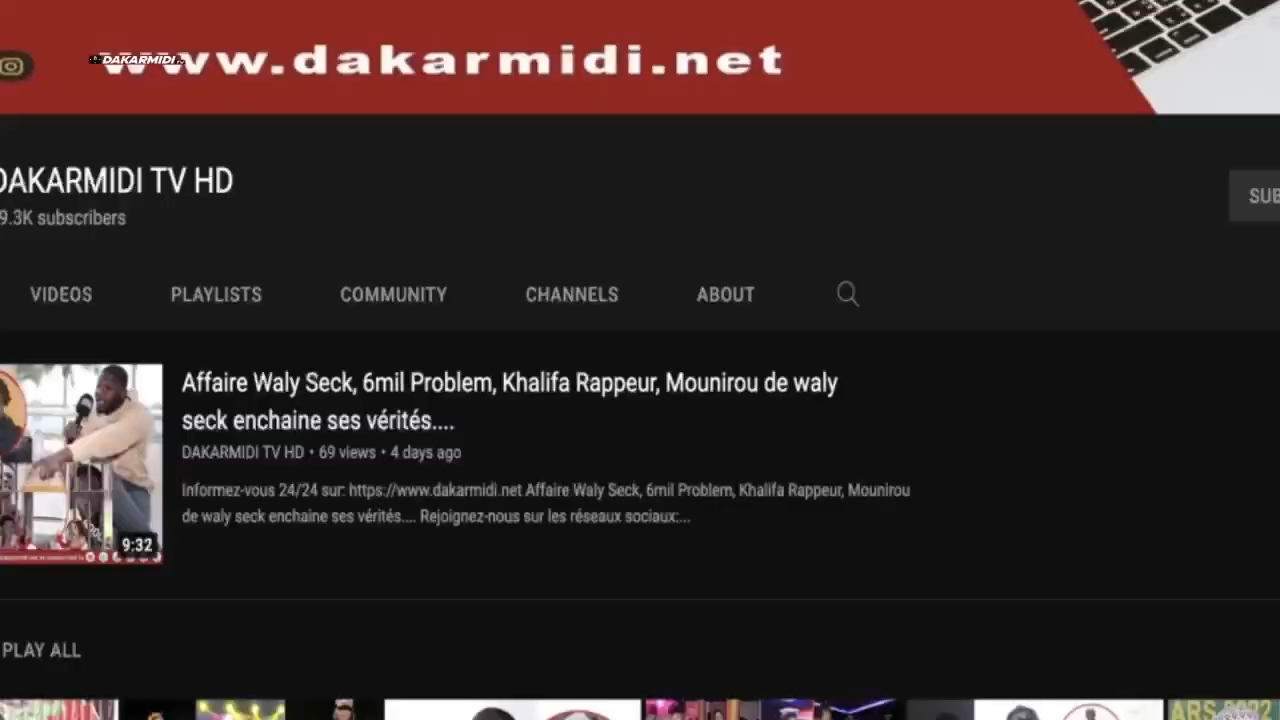 www.dakarmidi.net
DAKARMIDI
DAKARMIDI TV HD
9.3K subscribers
SUB
VIDEOS
PLAYLISTS
COMMUNITY
CHANNELS
ABOUT
Affaire Waly Seck, 6mil Problem, Khalifa Rappeur, Mounirou de waly
seck enchaine ses vérités....
DAKARMIDI TV HD • 69 views • 4 days ago
Informez-vous 24/24 sur: https://www.dakarmidi.net Affaire Waly Seck, 6mil Problem, Khalifa Rappeur, Mounirou
de waly seck enchaine ses vérités.... Rejoignez-nous sur les réseaux sociaux:...
9:32
PLAY ALL
ARS 2022